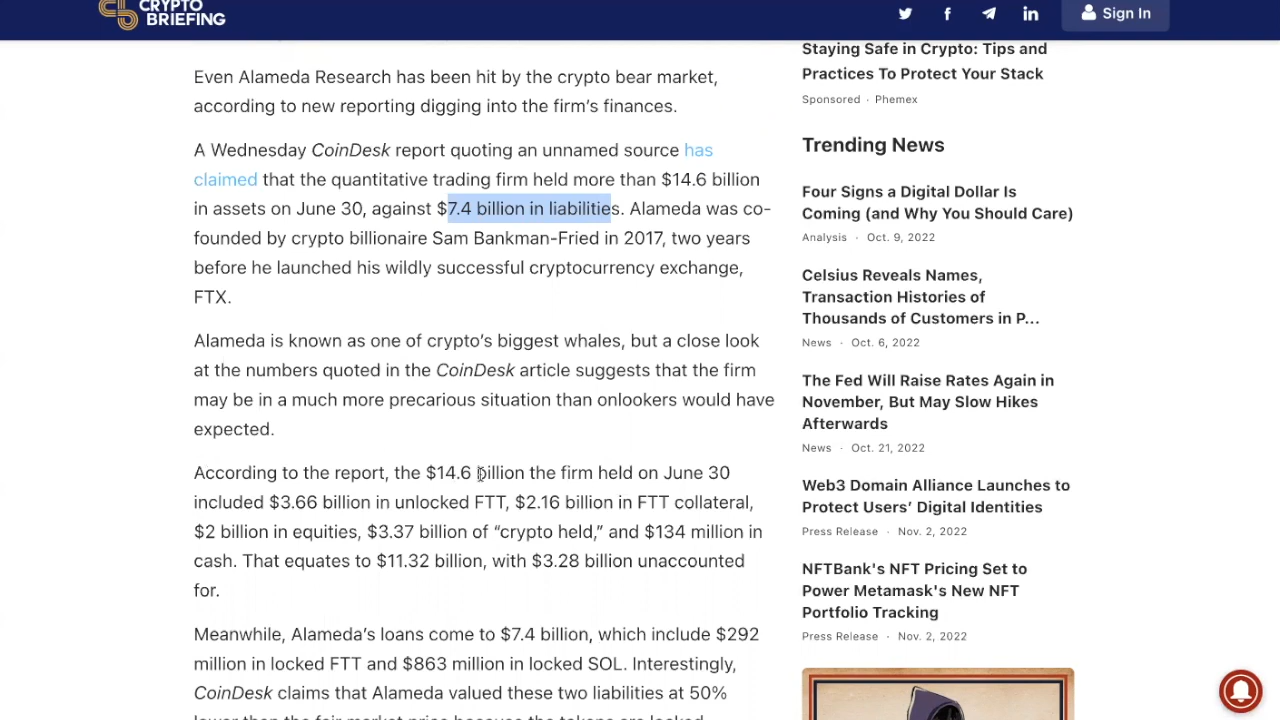 CRYPTO
BRIEFING
Sign In
Even Alameda Research has been hit by the crypto bear market,
according to new reporting digging into the firm’s finances.
A Wednesday CoinDesk report quoting an unnamed source has
claimed that the quantitative trading firm held more than $14.6 billion
in assets on June 30, against $7.4 billion in liabilities. Alameda was co-
founded by crypto billionaire Sam Bankman-Fried in 2017, two years
before he launched his wildly successful cryptocurrency exchange,
FTX.
Alameda is known as one of crypto’s biggest whales, but a close look
at the numbers quoted in the CoinDesk article suggests that the firm
may be in a much more precarious situation than onlookers would have
expected.
According to the report, the $14.6 billion the firm held on June 30
included $3.66 billion in unlocked FTT, $2.16 billion in FTT collateral,
$2 billion in equities, $3.37 billion of “crypto held,” and $134 million in
cash. That equates to $11.32 billion, with $3.28 billion unaccounted
for.
Meanwhile, Alameda’s loans come to $7.4 billion, which include $292
million in locked FTT and $863 million in locked SOL. Interestingly,
CoinDesk claims that Alameda valued these two liabilities at 50%
lower than the fair market price because the tokens are locked
Staying Safe in Crypto: Tips and
Practices To Protect Your Stack
Sponsored · Phemex
Trending News
Four Signs a Digital Dollar Is
Coming (and Why You Should Care)
Analysis · Oct. 9, 2022
Celsius Reveals Names,
Transaction Histories of
Thousands of Customers in P...
News · Oct. 6, 2022
The Fed Will Raise Rates Again in
November, But May Slow Hikes
Afterwards
News · Oct. 21, 2022
Web3 Domain Alliance Launches to
Protect Users’ Digital Identities
Press Release · Nov. 2, 2022
NFTBank's NFT Pricing Set to
Power Metamask's New NFT
Portfolio Tracking
Press Release · Nov. 2, 2022